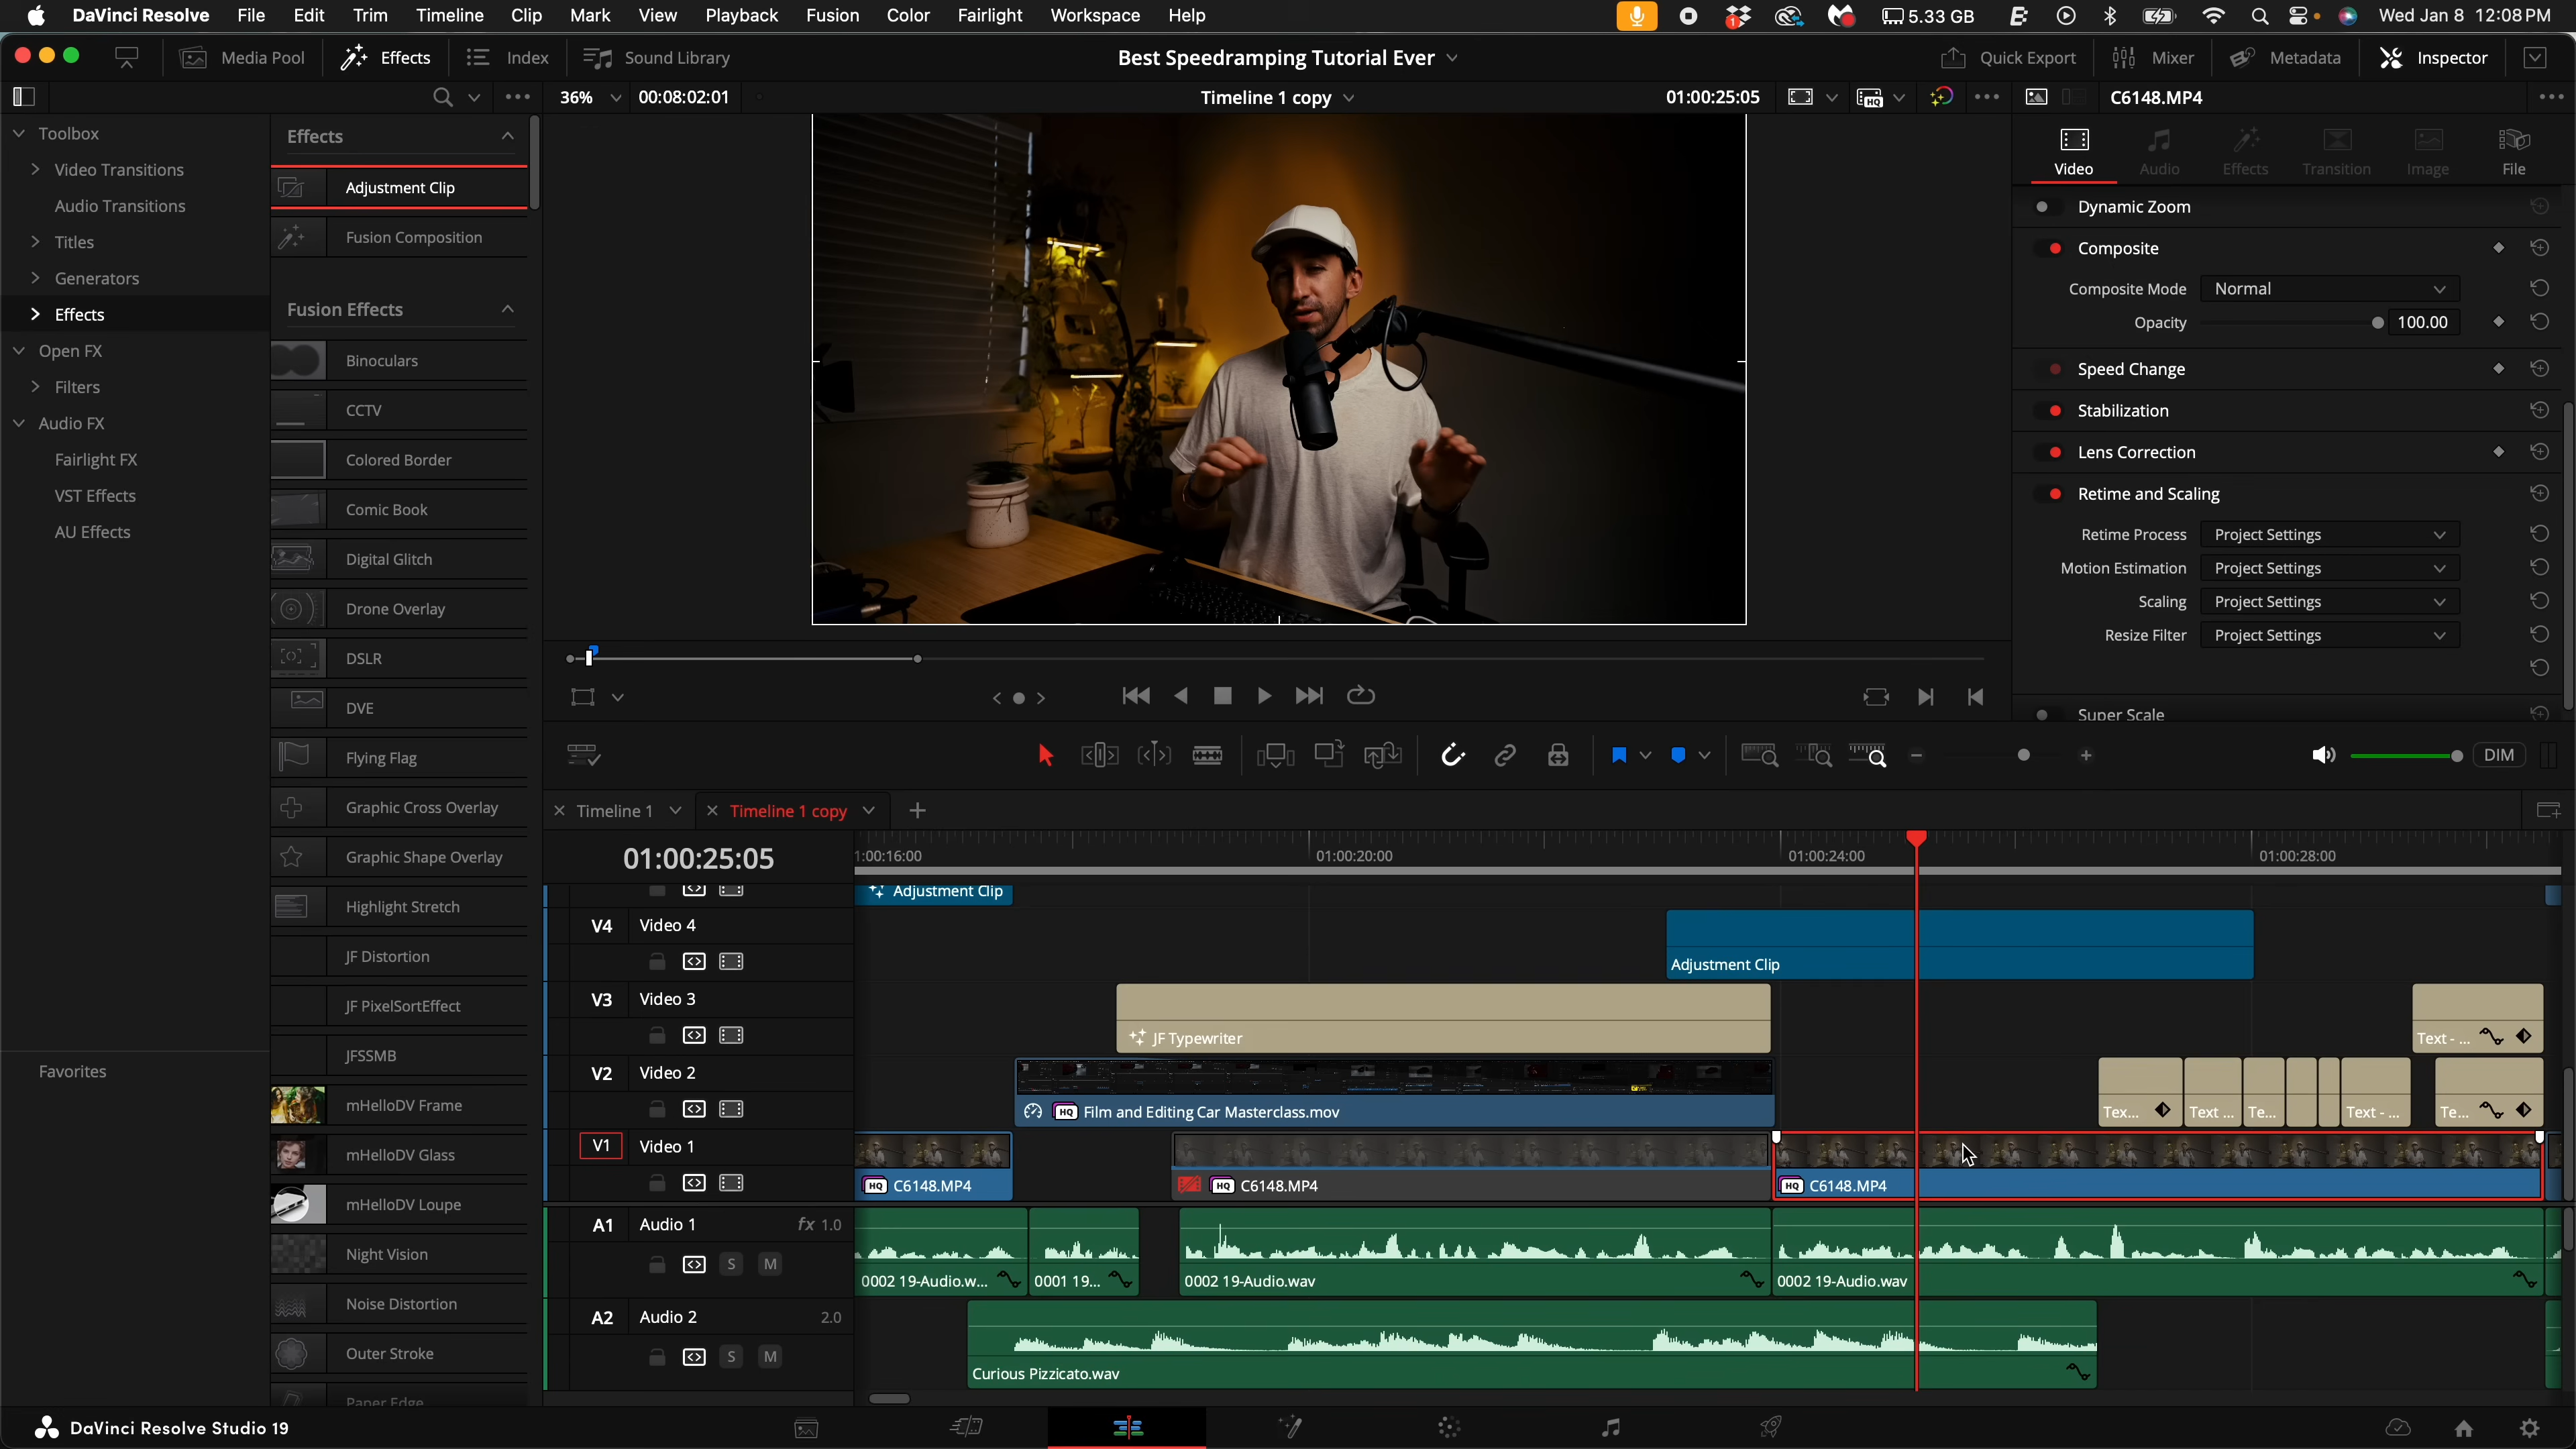 DaVinci Resolve File Edit Trim Timeline Clip Mark View Playback Fusion Color Fairlight Workspace Help 1 5.33 GB Wed Jan 8 12:08 PM
Media Pool Effects Index Sound Library Best Speedramping Tutorial Ever Quick Export Mixer Metadata Inspector
36% 00:08:02:01 Timeline 1 copy 01:00:25:05 HQ C6148.MP4
Toolbox
Video Transitions
Audio Transitions
Titles
Generators
Effects
Open FX
Filters
Audio FX
Fairlight FX
VST Effects
AU Effects
Favorites
Effects
Adjustment Clip
Fusion Composition
Fusion Effects
Binoculars
CCTV
Colored Border
Comic Book
Digital Glitch
Drone Overlay
DSLR
DVE
Flying Flag
Graphic Cross Overlay
Graphic Shape Overlay
Highlight Stretch
JF Distortion
JF PixelSortEffect
JFSSMB
mHelloDV Frame
mHelloDV Glass
mHelloDV Loupe
Night Vision
Noise Distortion
Outer Stroke
Paper Edge
Video Audio Effects Transition Image File
Dynamic Zoom
Composite
Composite Mode Normal
Opacity 100.00
Speed Change
Stabilization
Lens Correction
Retime and Scaling
Retime Process Project Settings
Motion Estimation Project Settings
Scaling Project Settings
Resize Filter Project Settings
Super Scale
DIM
Timeline 1 Timeline 1 copy
01:00:25:05 1:00:16:00 01:00:20:00 01:00:24:00 01:00:28:00
Adjustment Clip
V4 Video 4
Adjustment Clip
V3 Video 3
JF Typewriter Text - ...
V2 Video 2
HQ Film and Editing Car Masterclass.mov Tex... Text ... Te... Text - ... Te...
V1 Video 1
HQ C6148.MP4 HQ C6148.MP4 HQ C6148.MP4
A1 Audio 1 fx 1.0
S M
0002 19-Audio.w... 0001 19... 0002 19-Audio.wav 0002 19-Audio.wav
A2 Audio 2 2.0
S M
Curious Pizzicato.wav
DaVinci Resolve Studio 19